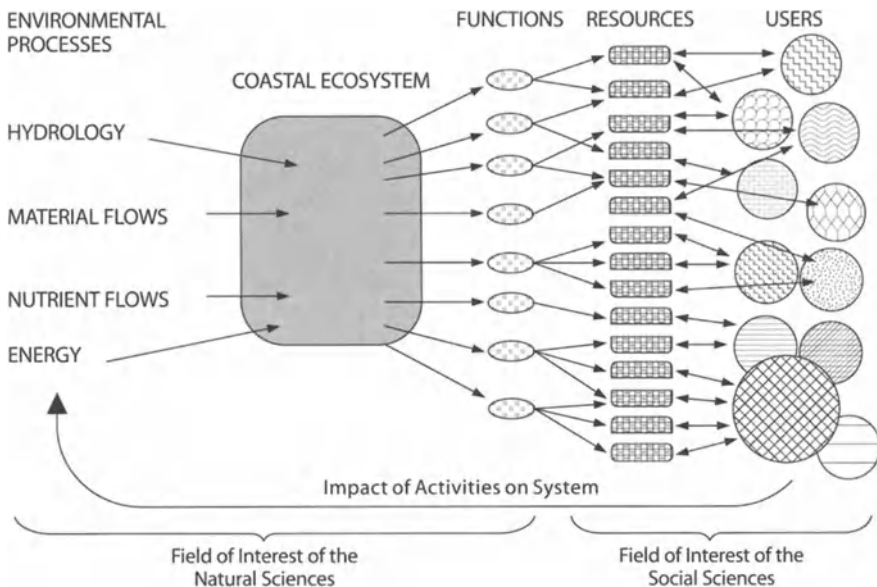 ENVIRONMENTAL
PROCESSES
FUNCTIONS
RESOURCES
USERS
COASTAL ECOSYSTEM
HYDROLOGY
MATERIAL FLOWS
NUTRIENT FLOWS
ENERGY
Impact of Activities on System
Field of Interest of the
Natural Sciences
Field of Interest of the
Social Sciences